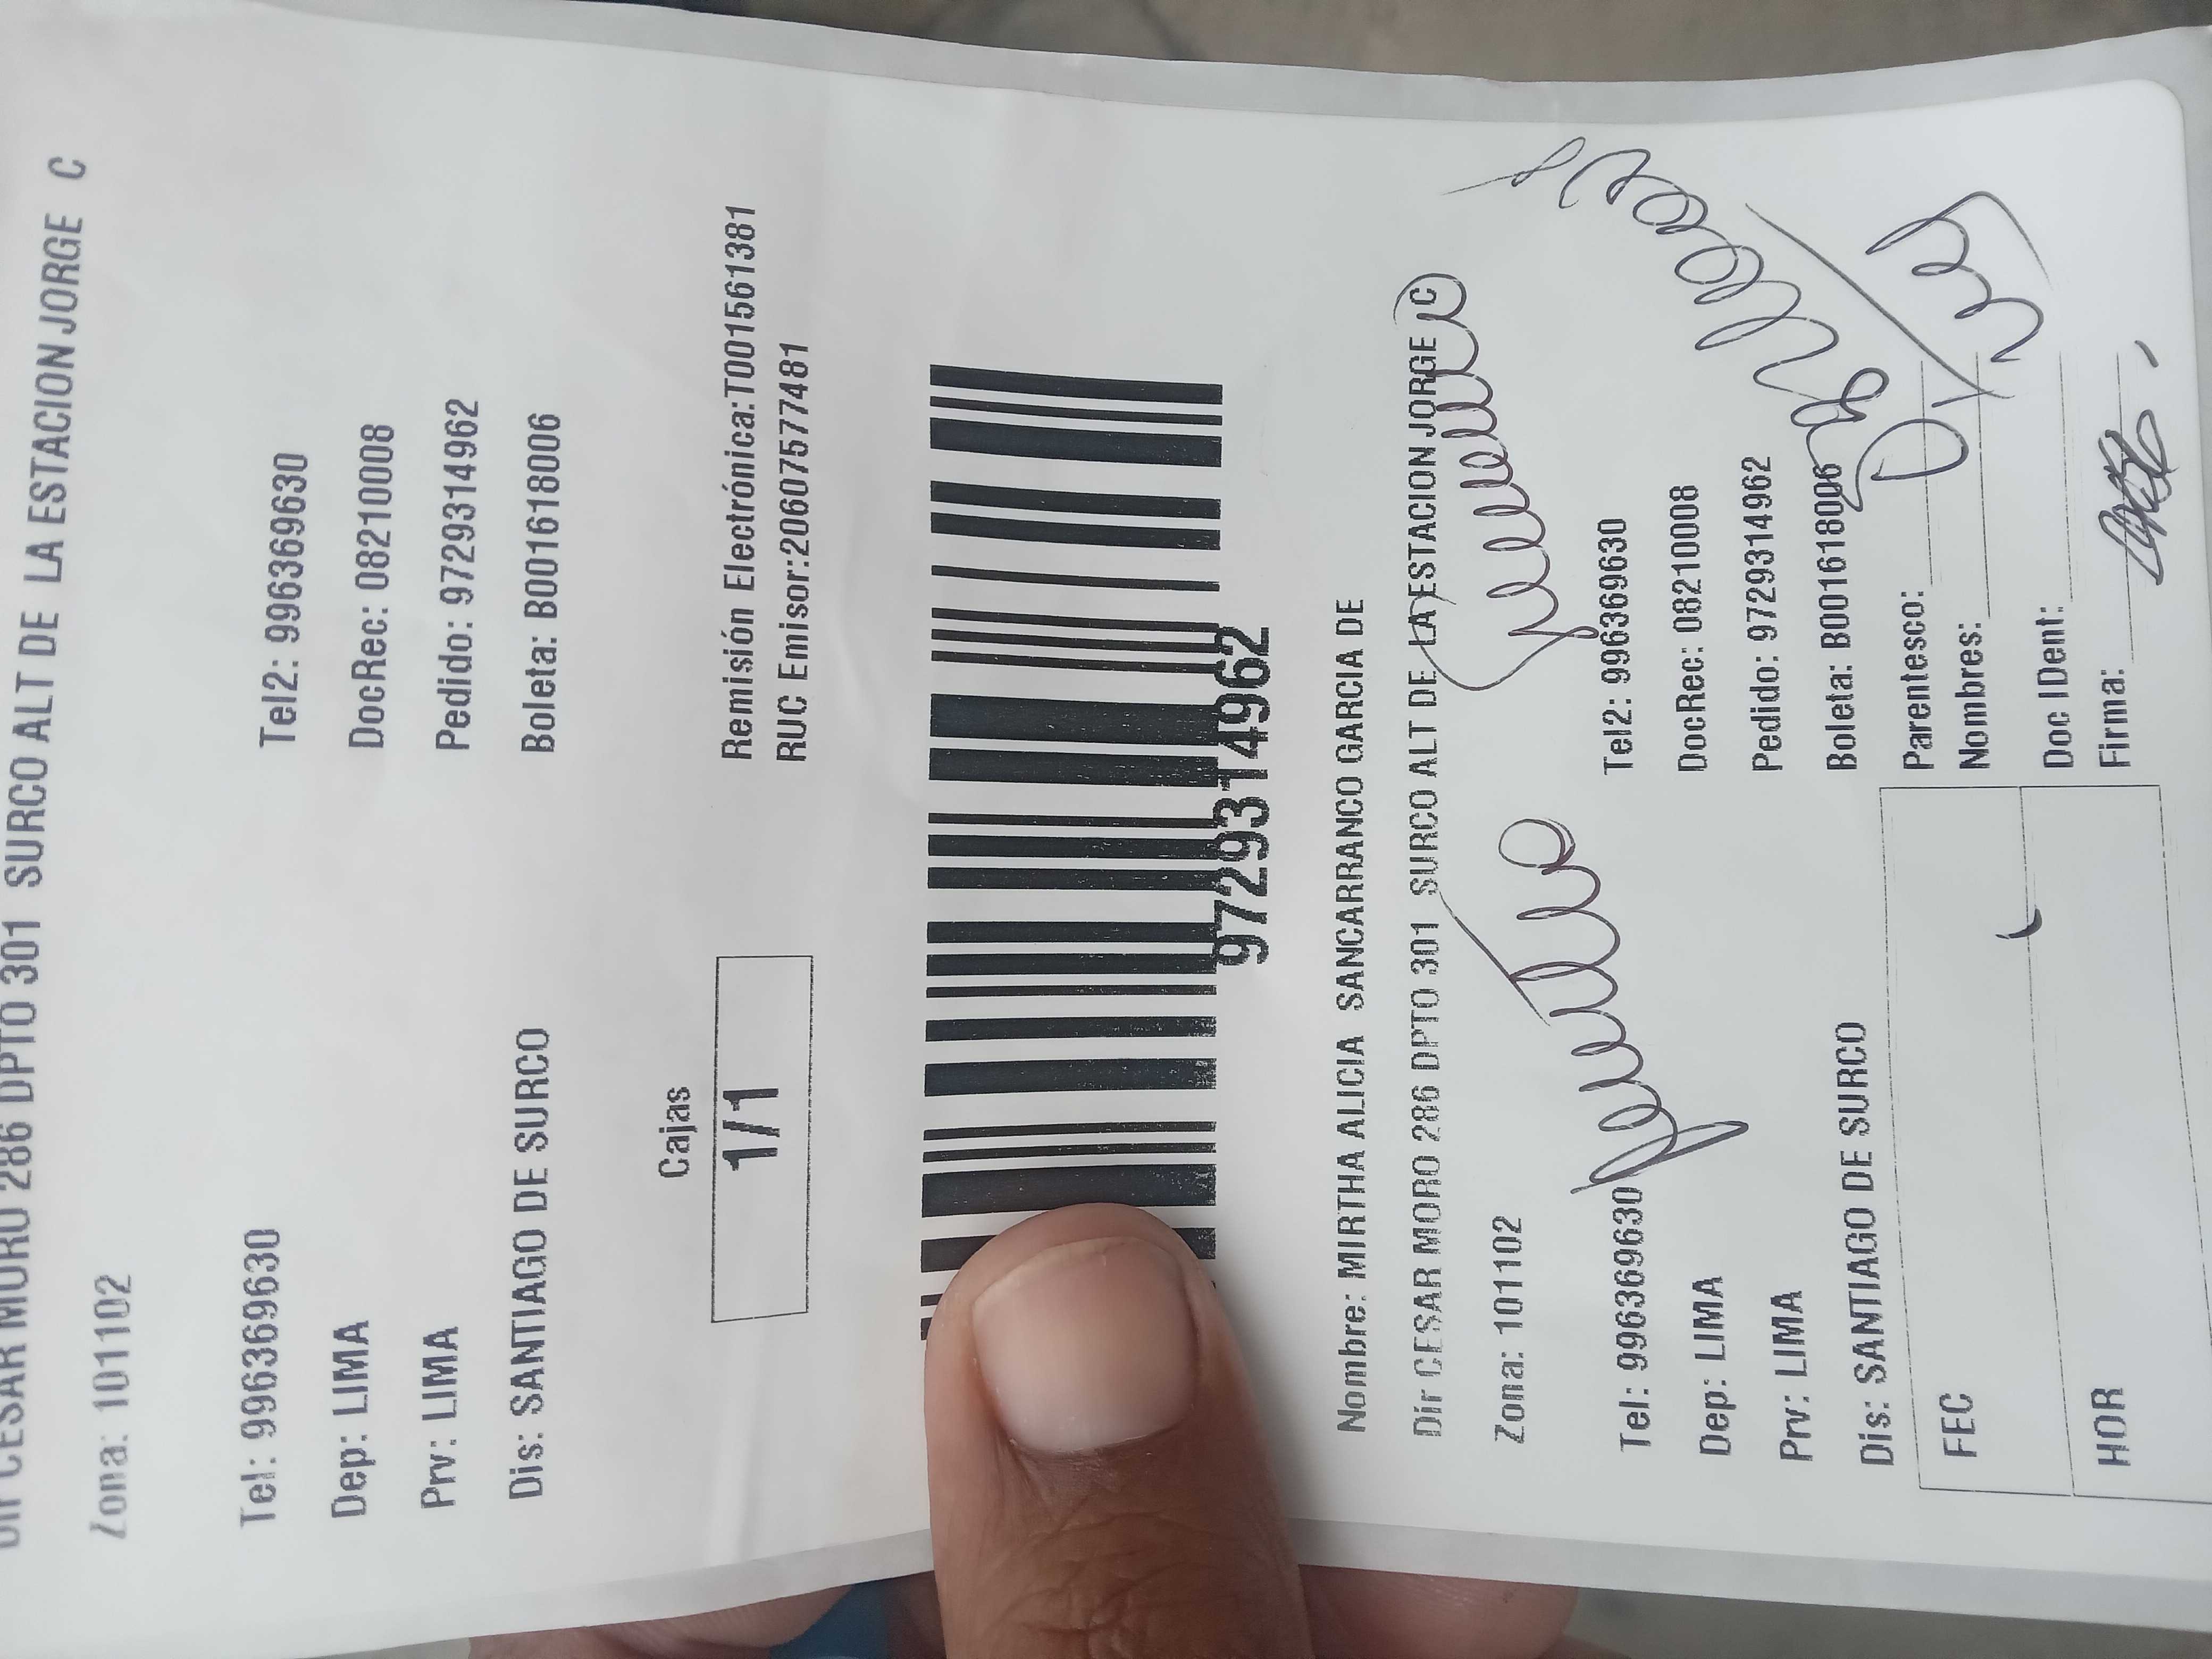 Dir CESAR MORO 286 DPTO 301 SURCO ALT DE LA ESTACION JORGE C
Zona: 101102
Tel: 996369630 Tel2: 996369630
Dep: LIMA DocRec: 08210008
Prv: LIMA Pedido: 9729314962
Dis: SANTIAGO DE SURCO Boleta: B001618006
Cajas
1/1
Remisión Electrónica:T001561381
RUC Emisor:20607577481
9729314962
Nombre: MIRTHA ALICIA SANCARRANCO GARCIA DE
Dir CESAR MORO 286 DPTO 301 SURCO ALT DE LA ESTACION JORGE C
Zona: 101102
Tel: 996369630 Tel2: 996369630
Dep: LIMA DocRec: 08210008
Prv: LIMA Pedido: 9729314962
Dis: SANTIAGO DE SURCO Boleta: B001618006
FEC
HOR
Parentesco:
Nombres:
Doc IDent:
Firma: